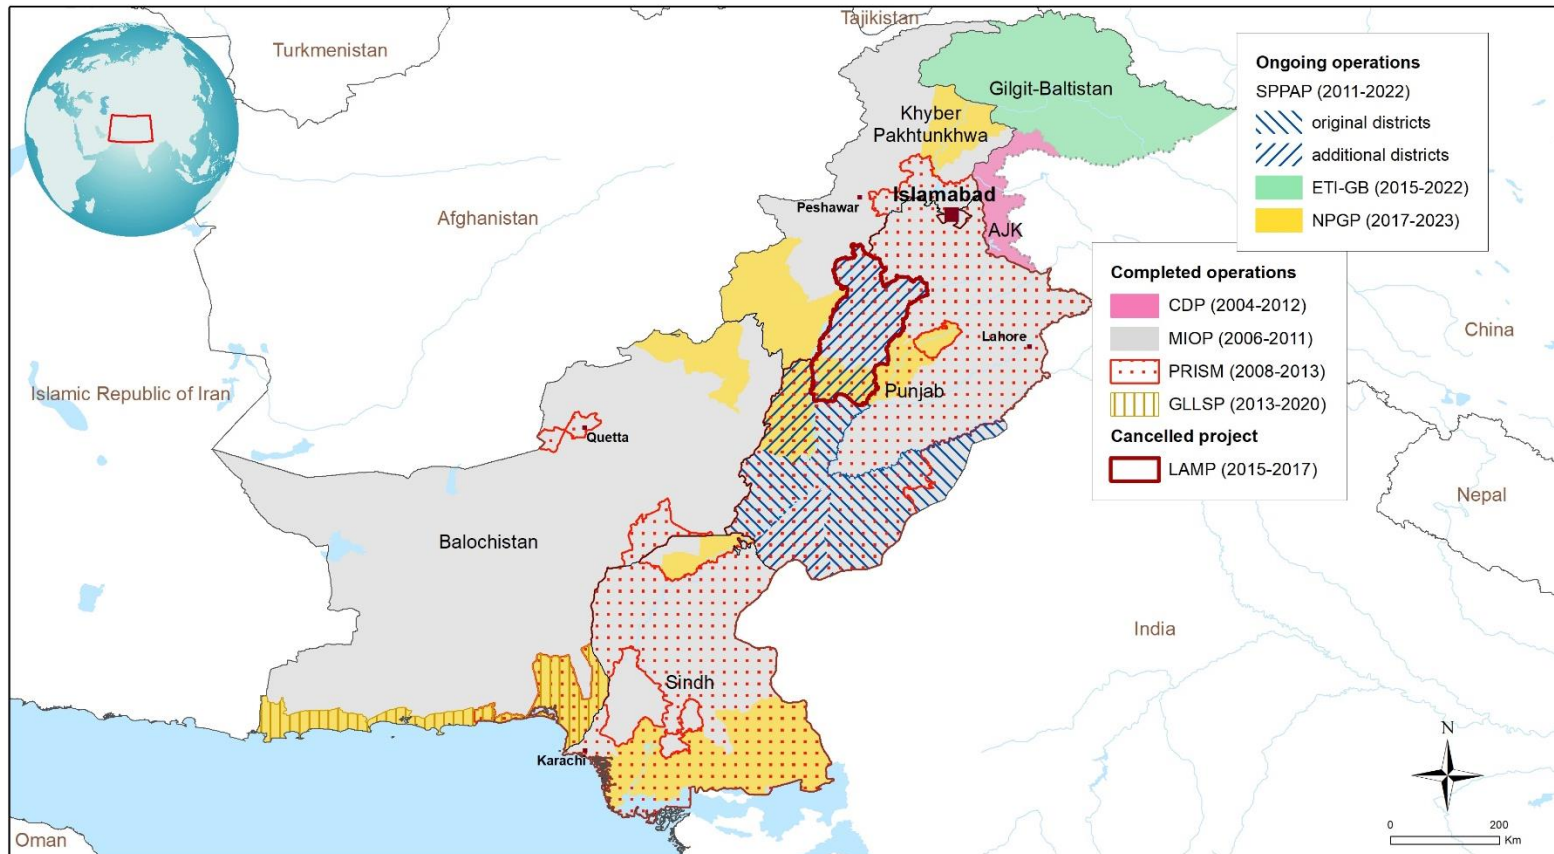 Tajikistan
Turkmenistan
Gilgit-Baltistan
Khyber
Pakhtunkhwa
Islamabad
Peshawar
AJK
Afghanistan
China
Lahore
Islamic Republic of Iran
Punjab
Quetta
Nepal
Balochistan
India
Sindh
Karachi
Oman
Ongoing operations
SPPAP (2011-2022)
original districts
additional districts
ETI-GB (2015-2022)
NPGP (2017-2023)
Completed operations
CDP (2004-2012)
MIOP (2006-2011)
PRISM (2008-2013)
GLLSP (2013-2020)
Cancelled project
LAMP (2015-2017)
N
0 200
Km